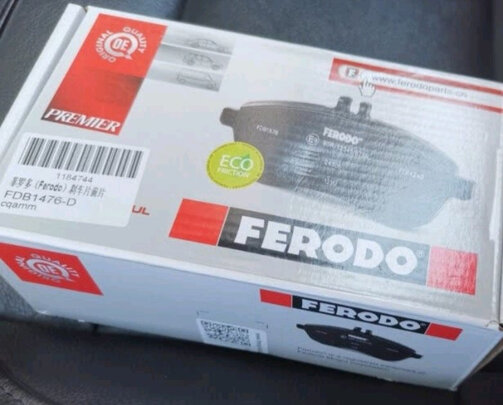 ORIGINAL
OE
QUALITY
PREMIER
www.ferodoparts.cn
FERODO
ECO
FRICTION
1184744
菲罗多（Ferodo）刹车片前片
FDB1476-D
cqamm
FERODO
FERODO